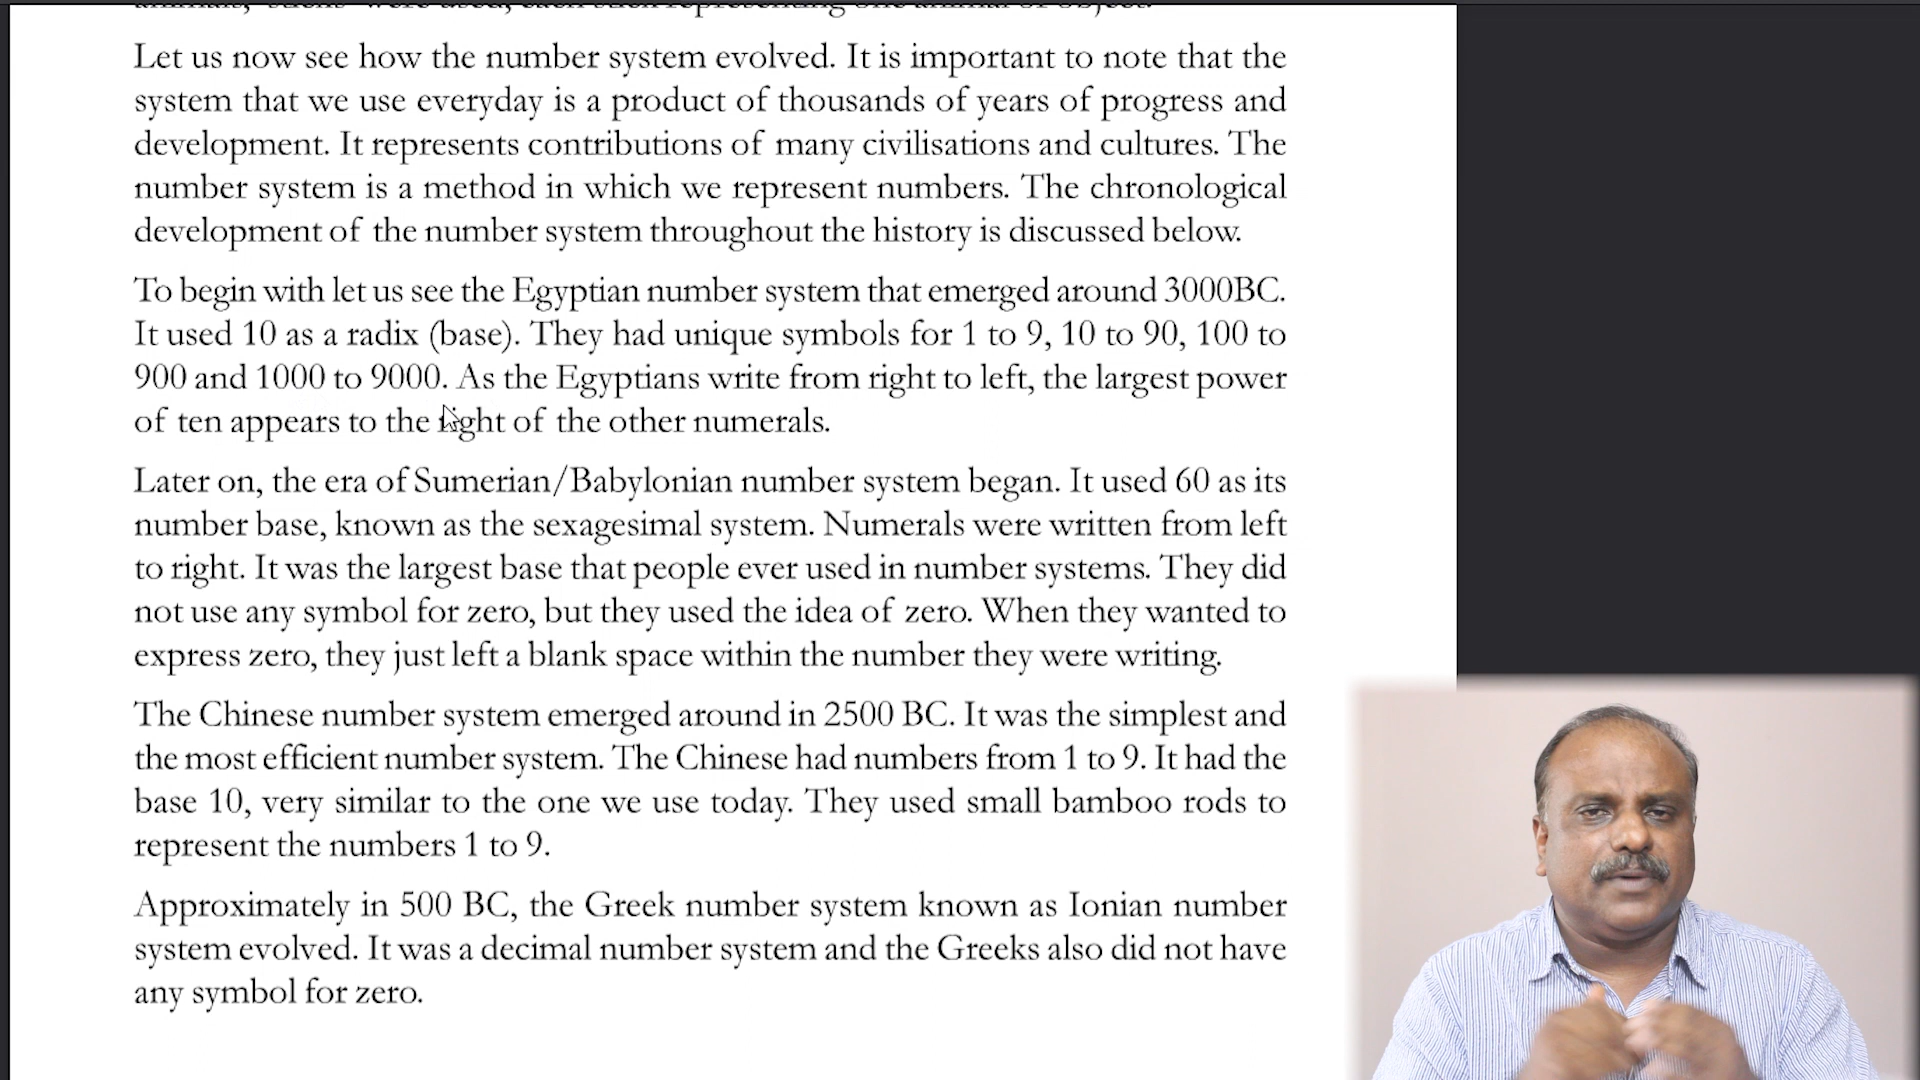 animals, 'sticks' were used, each stick representing one animal or object.
Let us now see how the number system evolved. It is important to note that the
system that we use everyday is a product of thousands of years of progress and
development. It represents contributions of many civilisations and cultures. The
number system is a method in which we represent numbers. The chronological
development of the number system throughout the history is discussed below.
To begin with let us see the Egyptian number system that emerged around 3000BC.
It used 10 as a radix (base). They had unique symbols for 1 to 9, 10 to 90, 100 to
900 and 1000 to 9000. As the Egyptians write from right to left, the largest power
of ten appears to the right of the other numerals.
Later on, the era of Sumerian/Babylonian number system began. It used 60 as its
number base, known as the sexagesimal system. Numerals were written from left
to right. It was the largest base that people ever used in number systems. They did
not use any symbol for zero, but they used the idea of zero. When they wanted to
express zero, they just left a blank space within the number they were writing.
The Chinese number system emerged around in 2500 BC. It was the simplest and
the most efficient number system. The Chinese had numbers from 1 to 9. It had the
base 10, very similar to the one we use today. They used small bamboo rods to
represent the numbers 1 to 9.
Approximately in 500 BC, the Greek number system known as Ionian number
system evolved. It was a decimal number system and the Greeks also did not have
any symbol for zero.